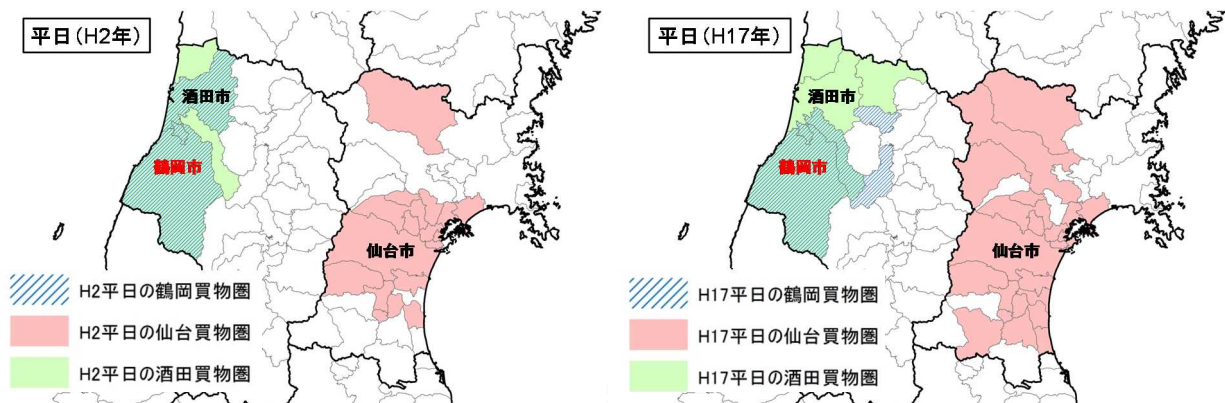 平日(H2年)
酒田市
鶴岡市
仙台市
H2平日の鶴岡買物圏
H2平日の仙台買物圏
H2平日の酒田買物圏
平日(H17年)
酒田市
鶴岡市
仙台市
H17平日の鶴岡買物圏
H17平日の仙台買物圏
H17平日の酒田買物圏